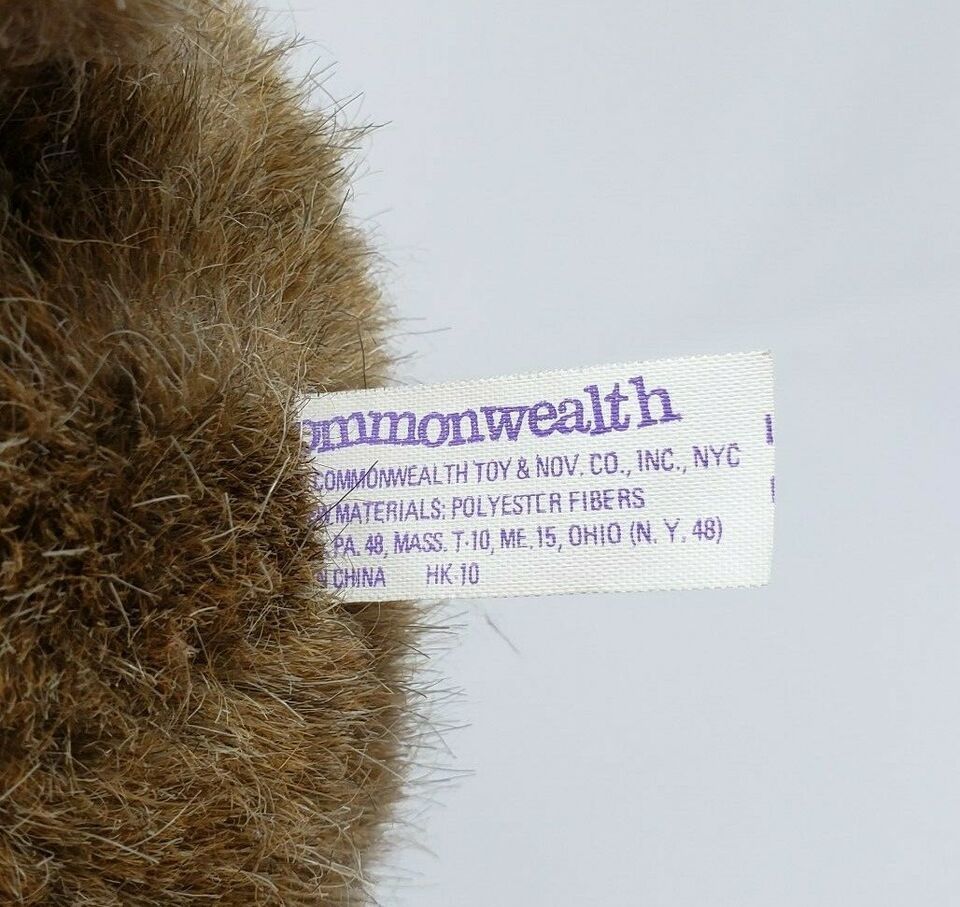 ommonwealth
COMMONWEALTH TOY & NOV. CO., INC., NYC
MATERIALS: POLYESTER FIBERS
PA. 48, MASS. T-10, ME. 15, OHIO (N. Y. 48)
N CHINA HK-10